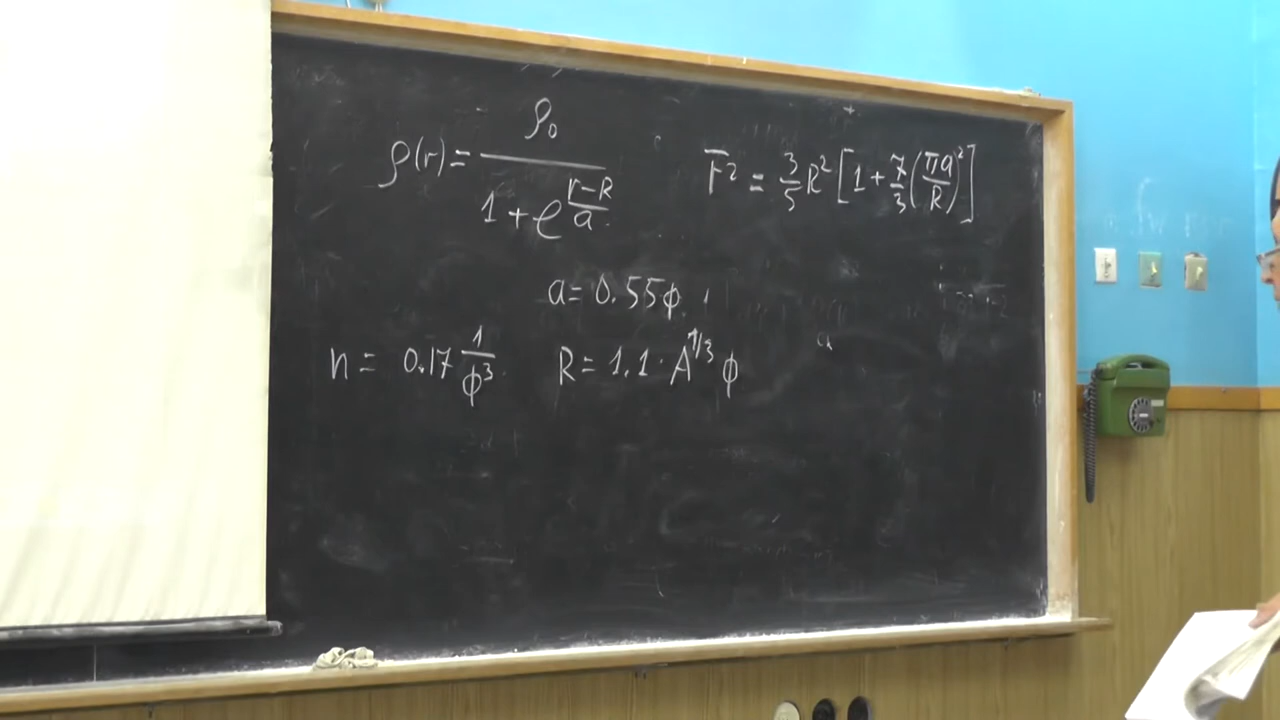 ρ(r) = ρ₀ / (1 + e^((r-R)/a))
r̅² = 3/5 R² [1 + 7/3 (πa/R)²]
a = 0.55 ф
n = 0.17 1/ф³ R = 1.1 · A^(1/3) ф